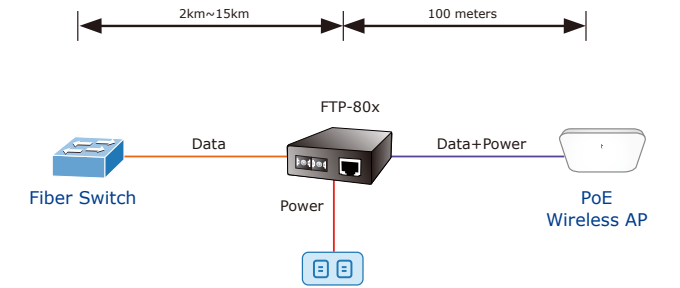 2km~15km
100 meters
FTP-80x
Data
Data+Power
Fiber Switch
Power
PoE
Wireless AP